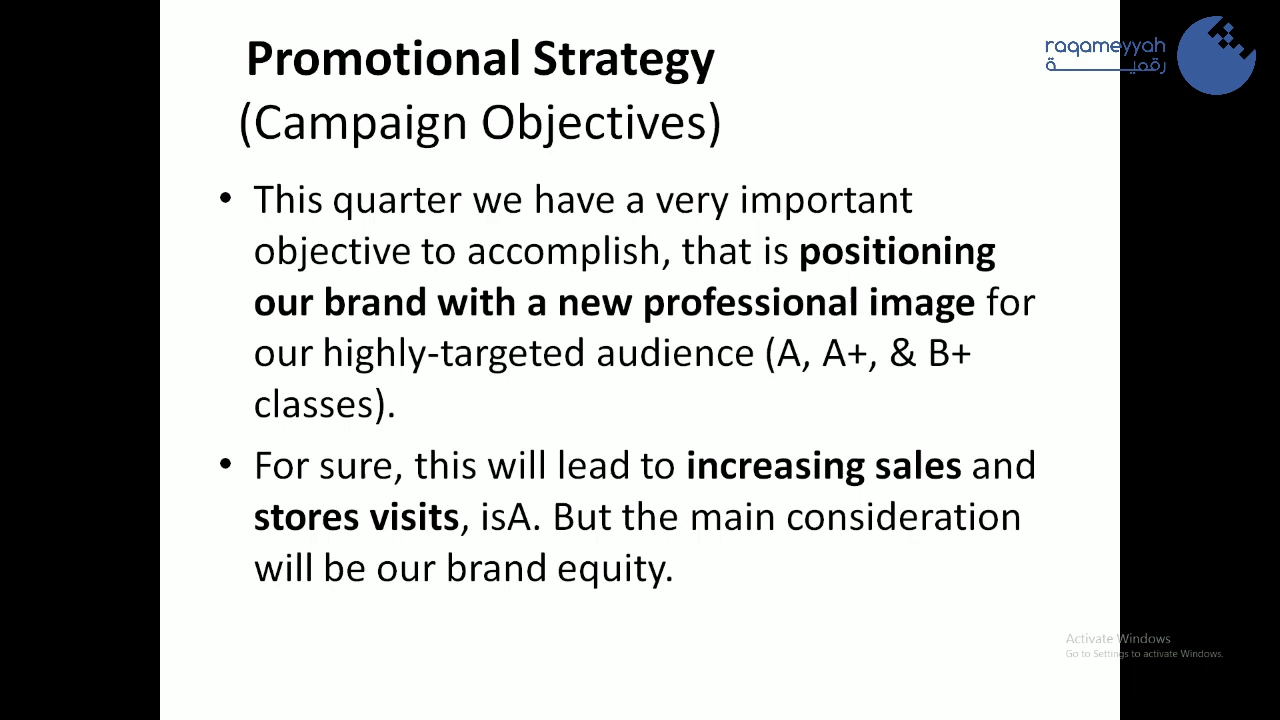 Promotional Strategy
(Campaign Objectives)
raqameyyah
رقميـــة
• This quarter we have a very important
objective to accomplish, that is positioning
our brand with a new professional image for
our highly-targeted audience (A, A+, & B+
classes).
• For sure, this will lead to increasing sales and
stores visits, isA. But the main consideration
will be our brand equity.
Activate Windows
Go to Settings to activate Windows.